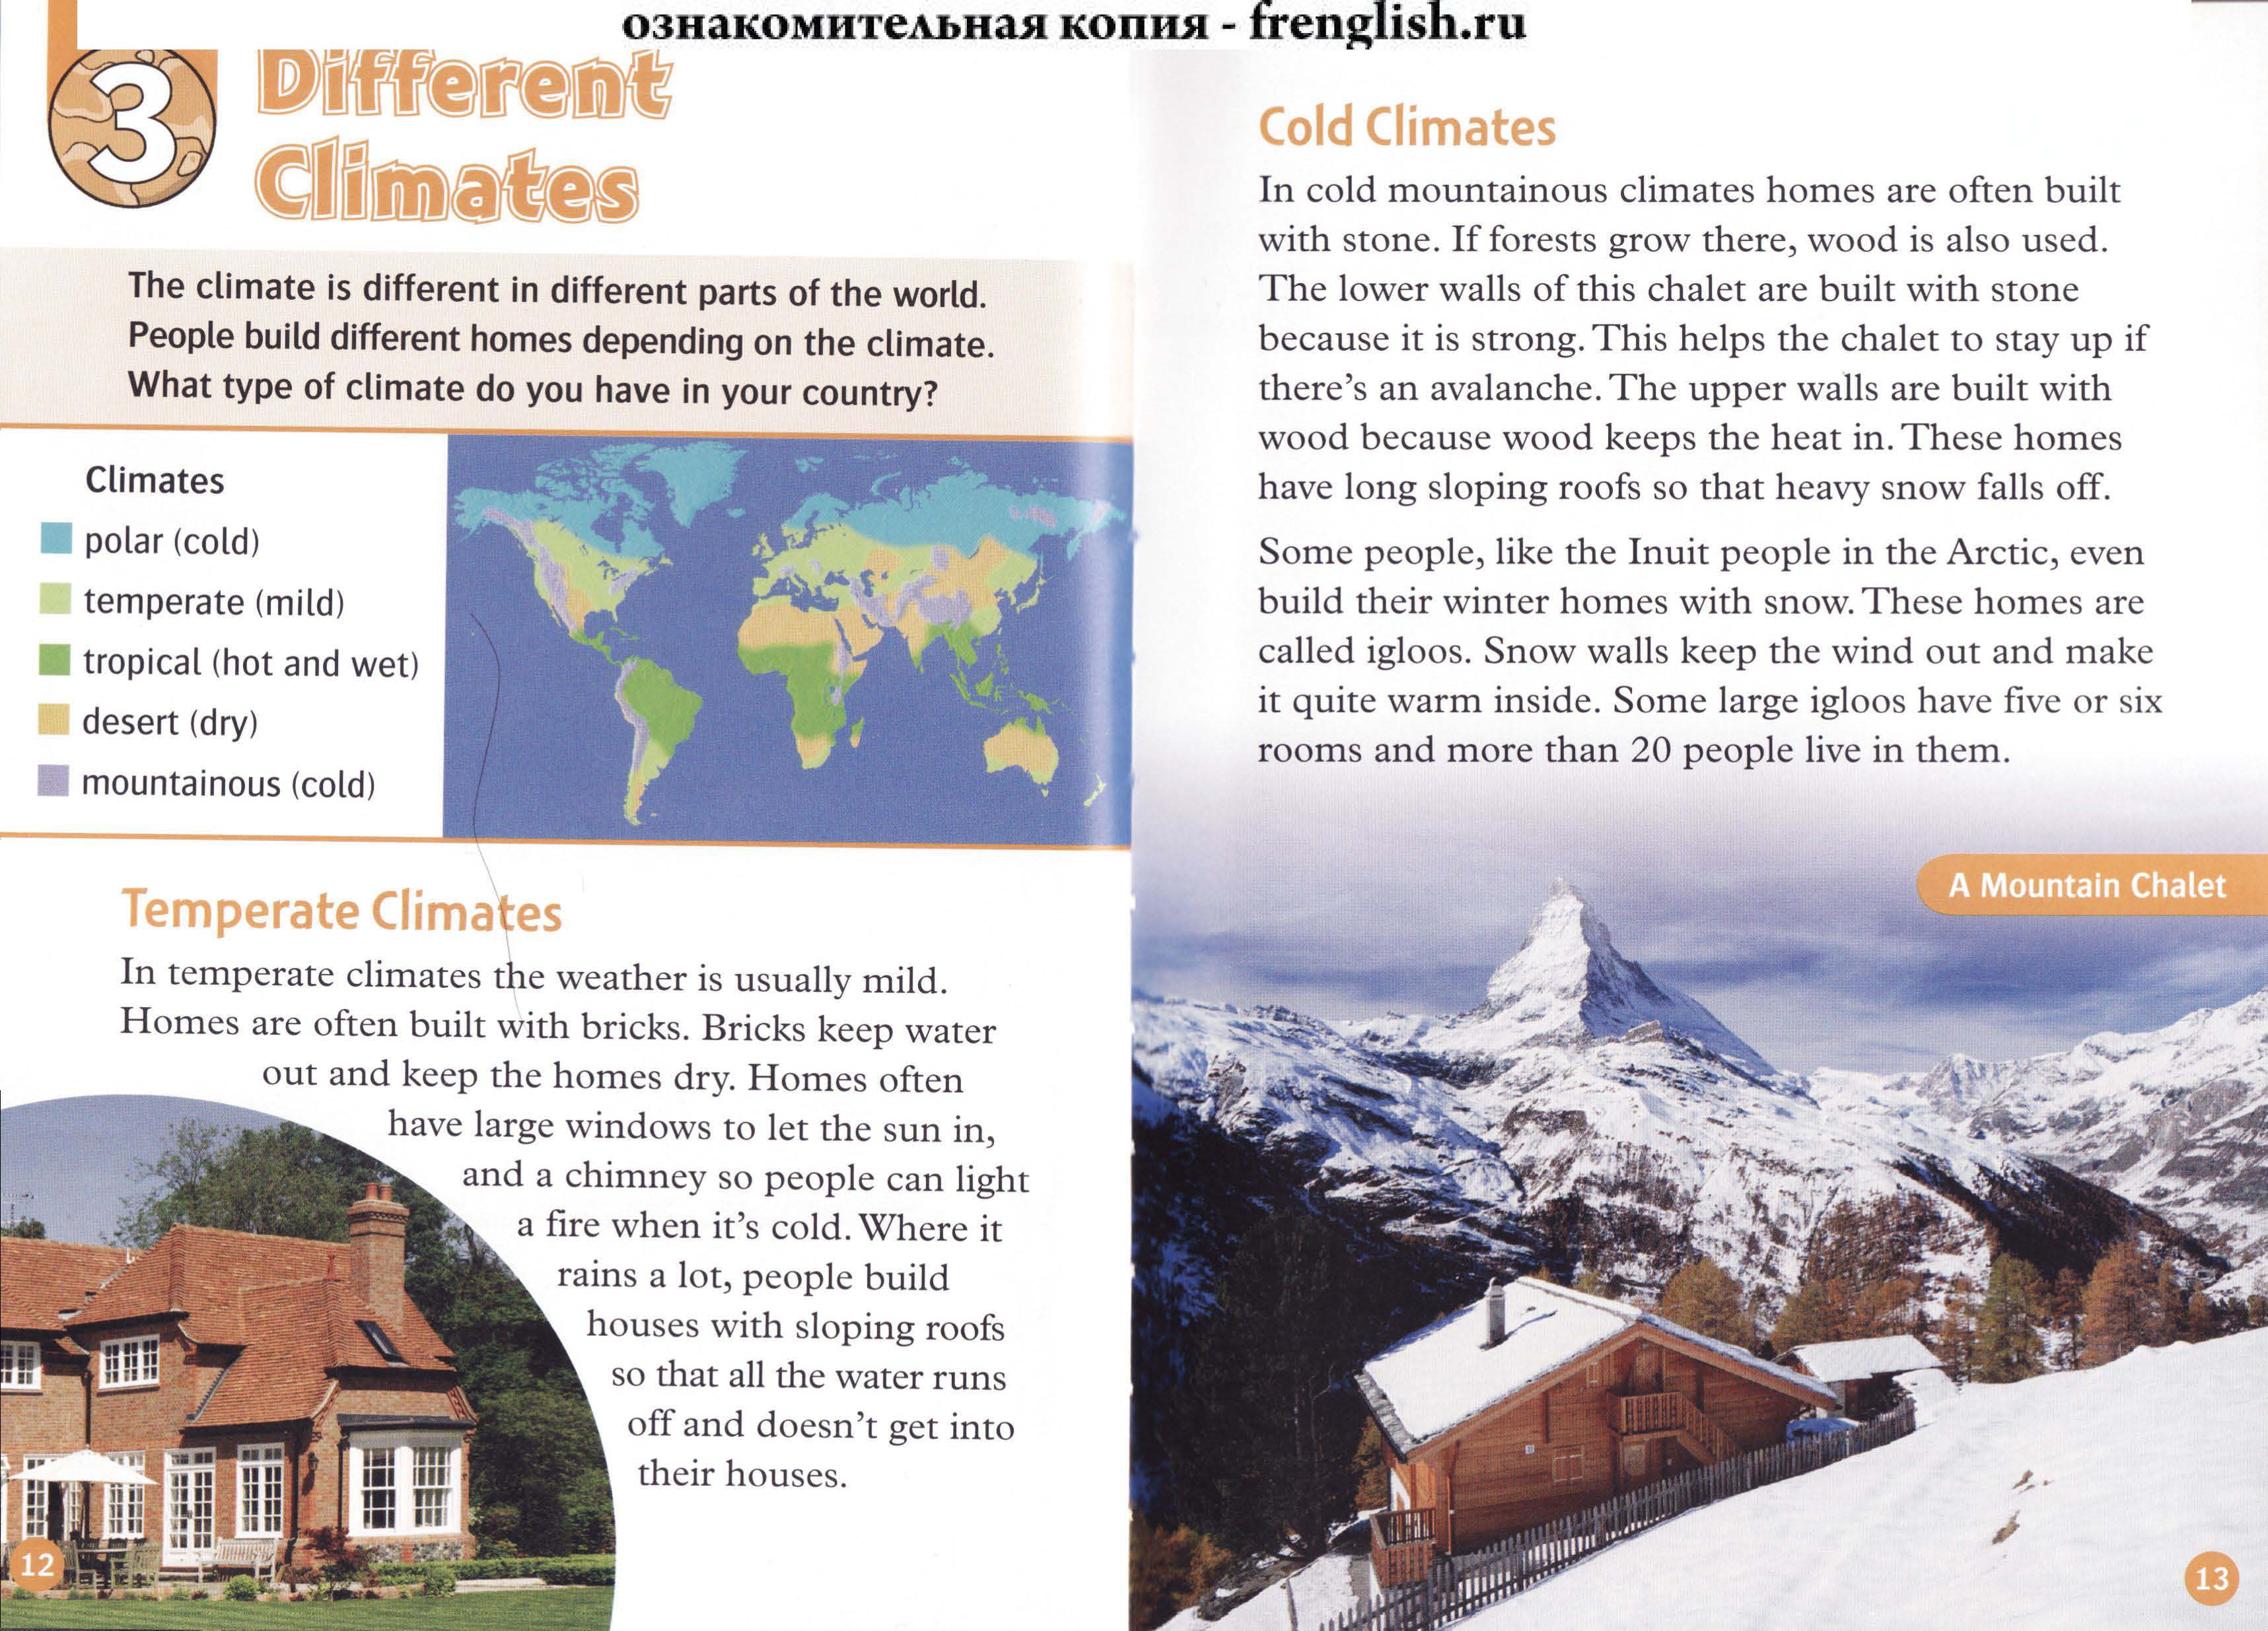 ознакомительная копия - frenglish.ru
3
Different
Climates
The climate is different in different parts of the world.
People build different homes depending on the climate.
What type of climate do you have in your country?
Climates
polar (cold)
temperate (mild)
tropical (hot and wet)
desert (dry)
mountainous (cold)
Temperate Climates
In temperate climates the weather is usually mild.
Homes are often built with bricks. Bricks keep water
out and keep the homes dry. Homes often
have large windows to let the sun in,
and a chimney so people can light
a fire when it's cold. Where it
rains a lot, people build
houses with sloping roofs
so that all the water runs
off and doesn't get into
their houses.
12
Cold Climates
In cold mountainous climates homes are often built
with stone. If forests grow there, wood is also used.
The lower walls of this chalet are built with stone
because it is strong. This helps the chalet to stay up if
there's an avalanche. The upper walls are built with
wood because wood keeps the heat in. These homes
have long sloping roofs so that heavy snow falls off.
Some people, like the Inuit people in the Arctic, even
build their winter homes with snow. These homes are
called igloos. Snow walls keep the wind out and make
it quite warm inside. Some large igloos have five or six
rooms and more than 20 people live in them.
A Mountain Chalet
13